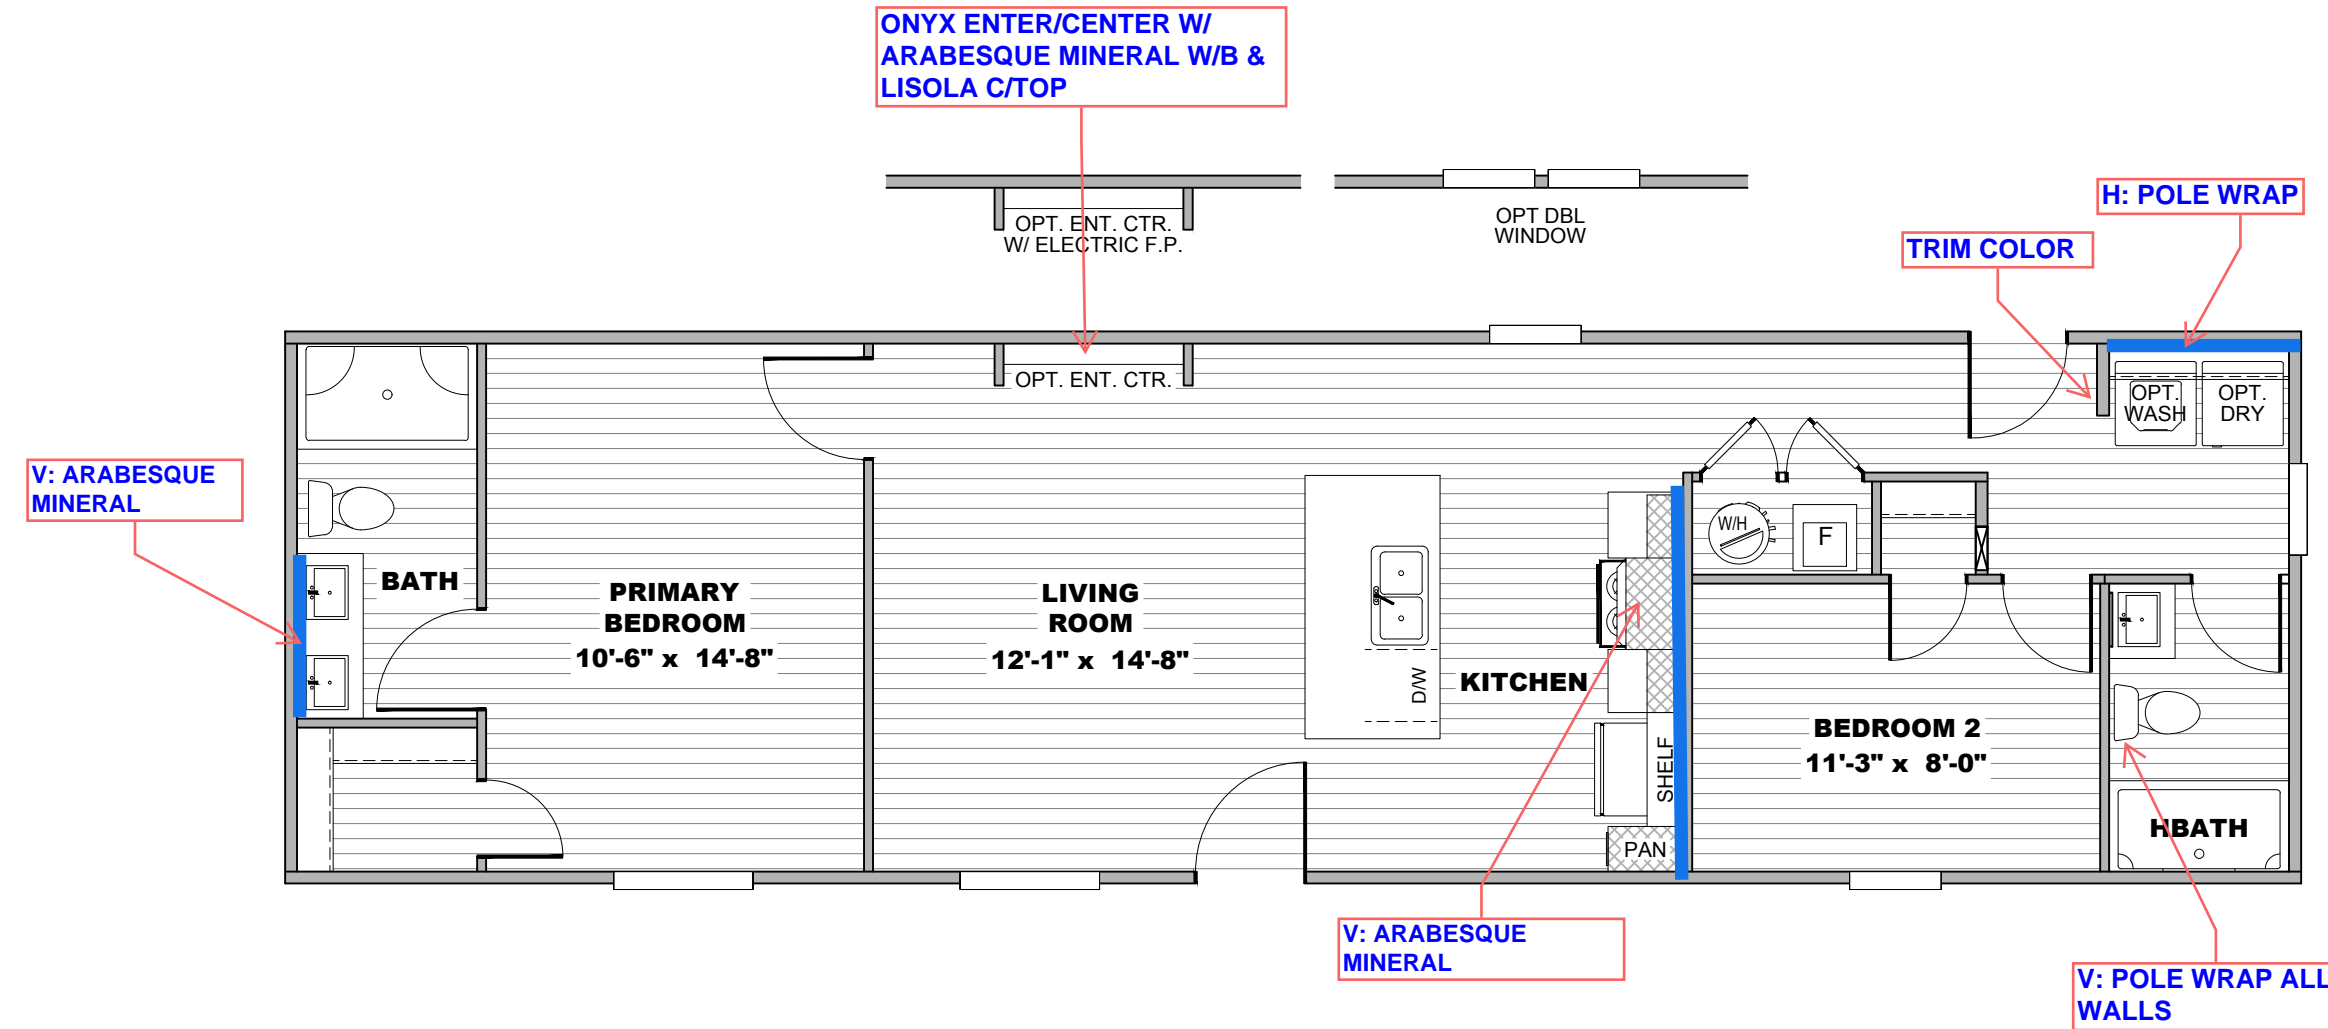 ONYX ENTER/CENTER W/
ARABESQUE MINERAL W/B &
LISOLA C/TOP
H: POLE WRAP
OPT. ENT. CTR.
W/ ELECTRIC F.P.
OPT DBL
WINDOW
TRIM COLOR
OPT. ENT. CTR.
OPT.
WASH
OPT.
DRY
V: ARABESQUE
MINERAL
W/H
F
BATH
PRIMARY
BEDROOM
10'-6" x 14'-8"
LIVING
ROOM
12'-1" x 14'-8"
D/W
KITCHEN
SHELF
PAN
BEDROOM 2
11'-3" x 8'-0"
HBATH
V: ARABESQUE
MINERAL
V: POLE WRAP ALL
WALLS